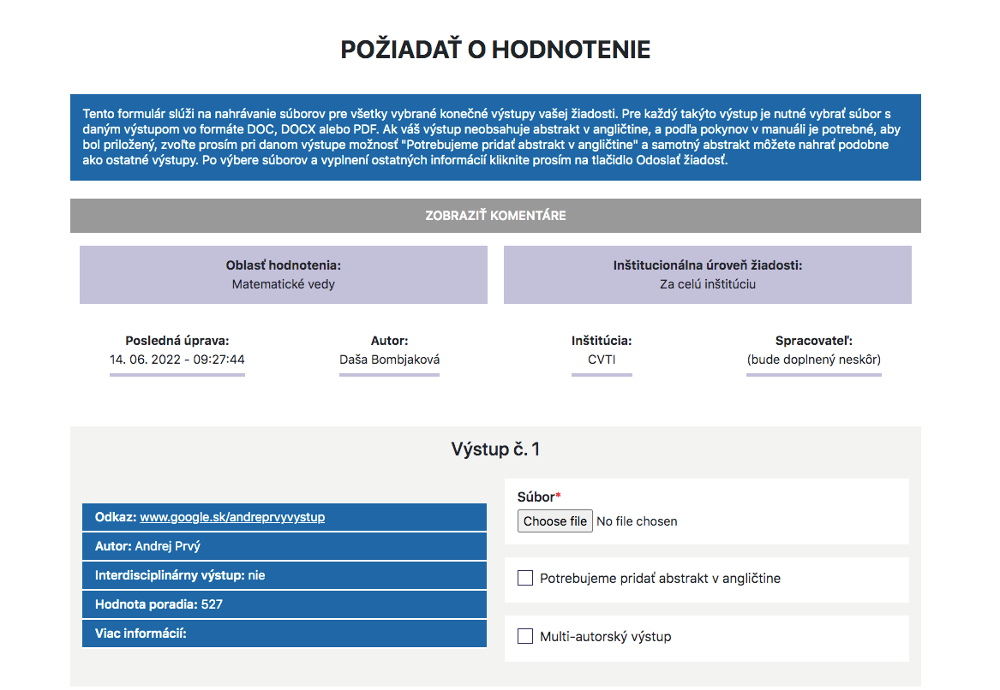 POŽIADAŤ O HODNOTENIE
Tento formulár slúži na nahrávanie súborov pre všetky vybrané konečné výstupy vašej žiadosti. Pre každý takýto výstup je nutné vybrať súbor s
daným výstupom vo formáte DOC, DOCX alebo PDF. Ak váš výstup neobsahuje abstrakt v angličtine, a podľa pokynov v manuáli je potrebné, aby
bol priložený, zvoľte prosím pri danom výstupe možnosť "Potrebujeme pridať abstrakt v angličtine" a samotný abstrakt môžete nahrať podobne
ako ostatné výstupy. Po výbere súborov a vyplnení ostatných informácií kliknite prosím na tlačidlo Odoslať žiadosť.
ZOBRAZIŤ KOMENTÁRE
Oblasť hodnotenia:
Matematické vedy
Inštitucionálna úroveň žiadosti:
Za celú inštitúciu
Posledná úprava:
14. 06. 2022 - 09:27:44
Autor:
Daša Bombjaková
Inštitúcia:
CVTI
Spracovateľ:
(bude doplnený neskôr)
Výstup č. 1
Odkaz: www.google.sk/andreprvyvystup
Autor: Andrej Prvý
Interdisciplinárny výstup: nie
Hodnota poradia: 527
Viac informácií:
Súbor*
Choose file No file chosen
Potrebujeme pridať abstrakt v angličtine
Multi-autorský výstup